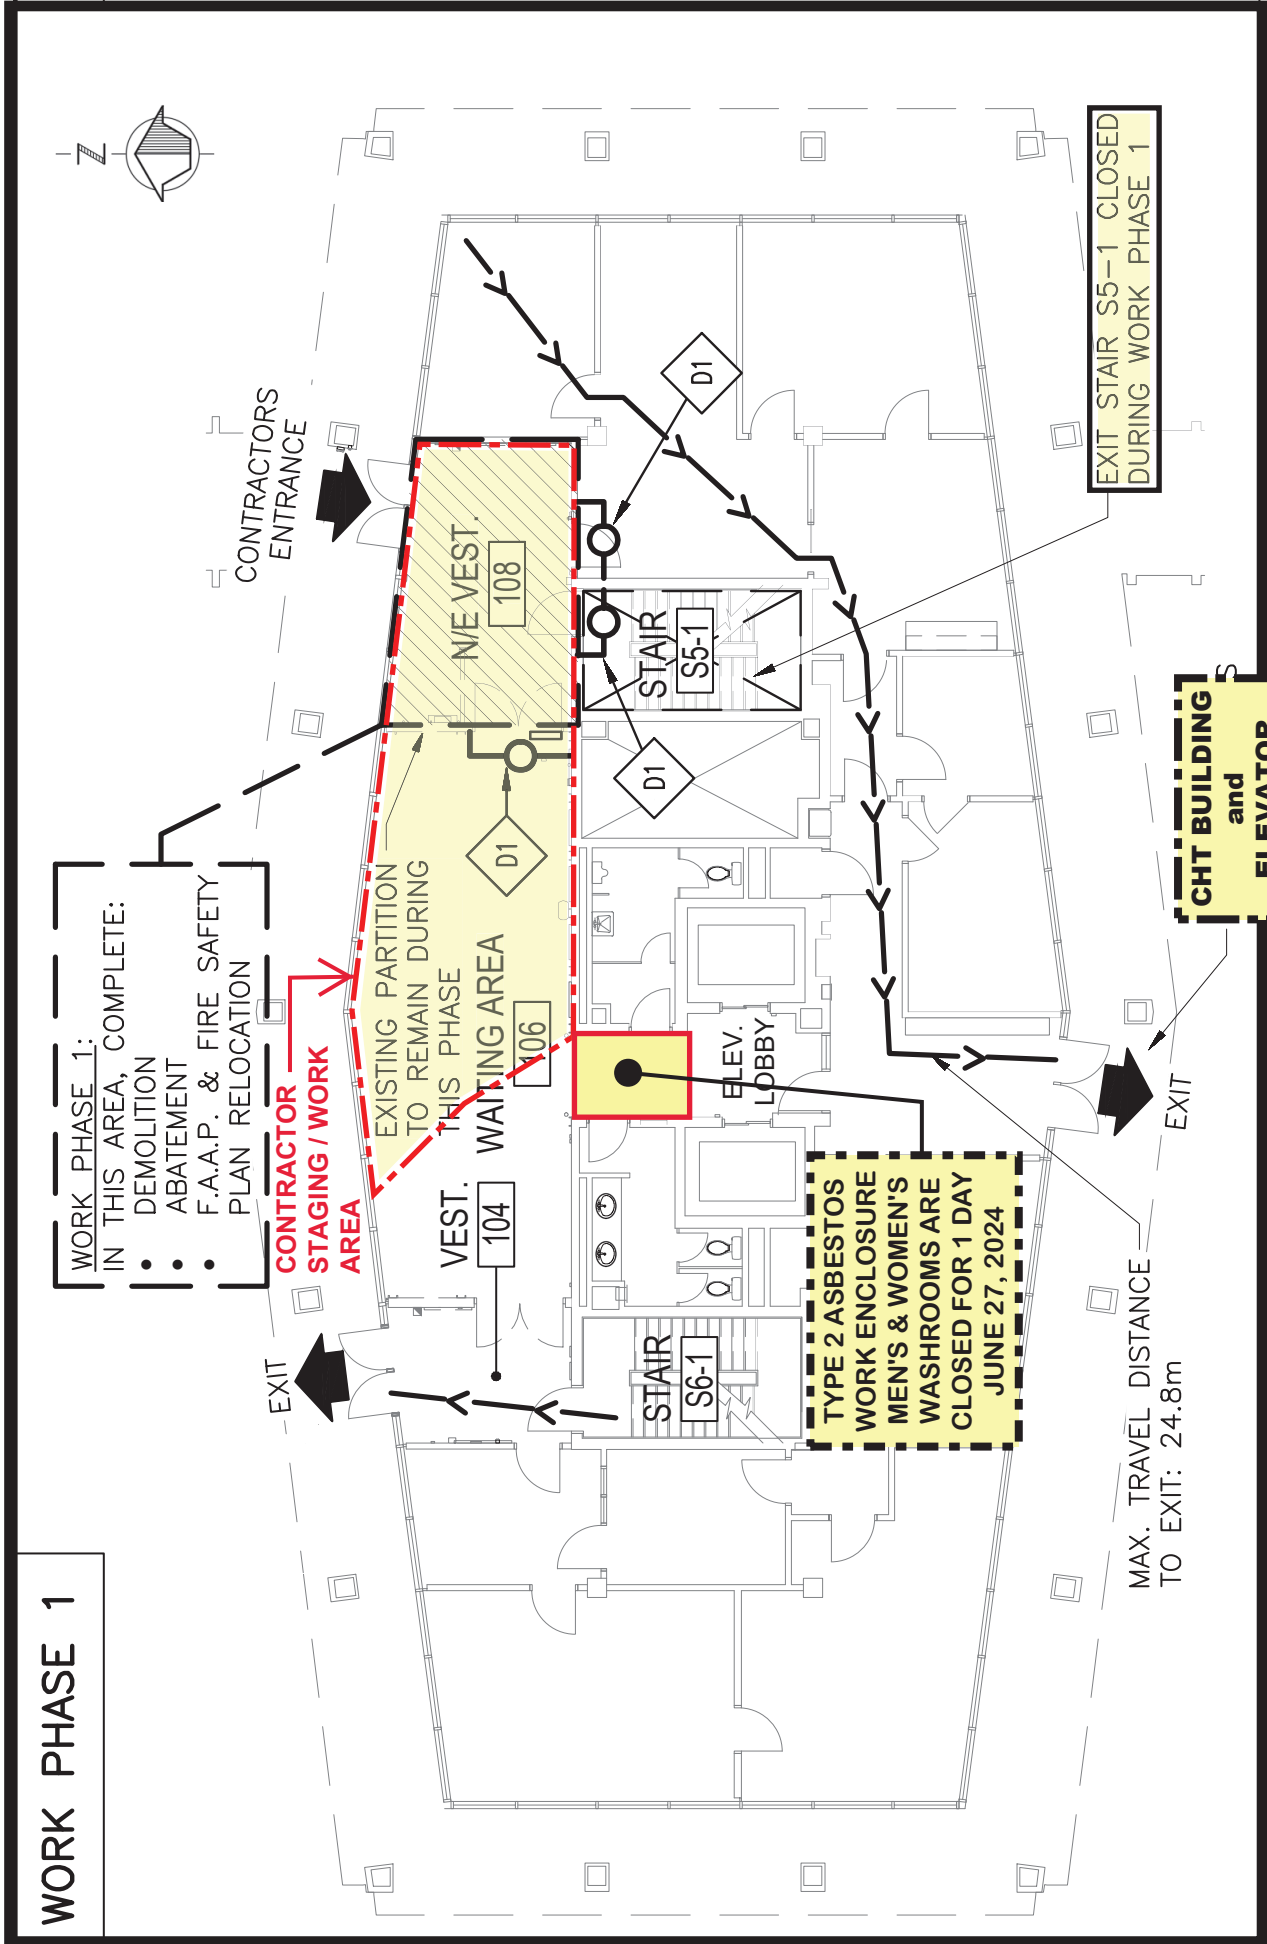 WORK PHASE 1
WORK PHASE 1:
IN THIS AREA, COMPLETE:
• DEMOLITION
• ABATEMENT
• F.A.A.P. & FIRE SAFETY
PLAN RELOCATION
CONTRACTOR
STAGING / WORK
AREA
N
CONTRACTORS
ENTRANCE
EXIT
EXISTING PARTITION
TO REMAIN DURING
THIS PHASE
WAITING AREA
106
N/E VEST.
108
VEST.
104
D1
D1
D1
STAIR
S5-1
STAIR
S6-1
ELEV.
LOBBY
TYPE 2 ASBESTOS
WORK ENCLOSURE
MEN'S & WOMEN'S
WASHROOMS ARE
CLOSED FOR 1 DAY
JUNE 27, 2024
EXIT STAIR S5-1 CLOSED
DURING WORK PHASE 1
MAX. TRAVEL DISTANCE
TO EXIT: 24.8m
EXIT
CHT BUILDING
and
ELEVATOR
S